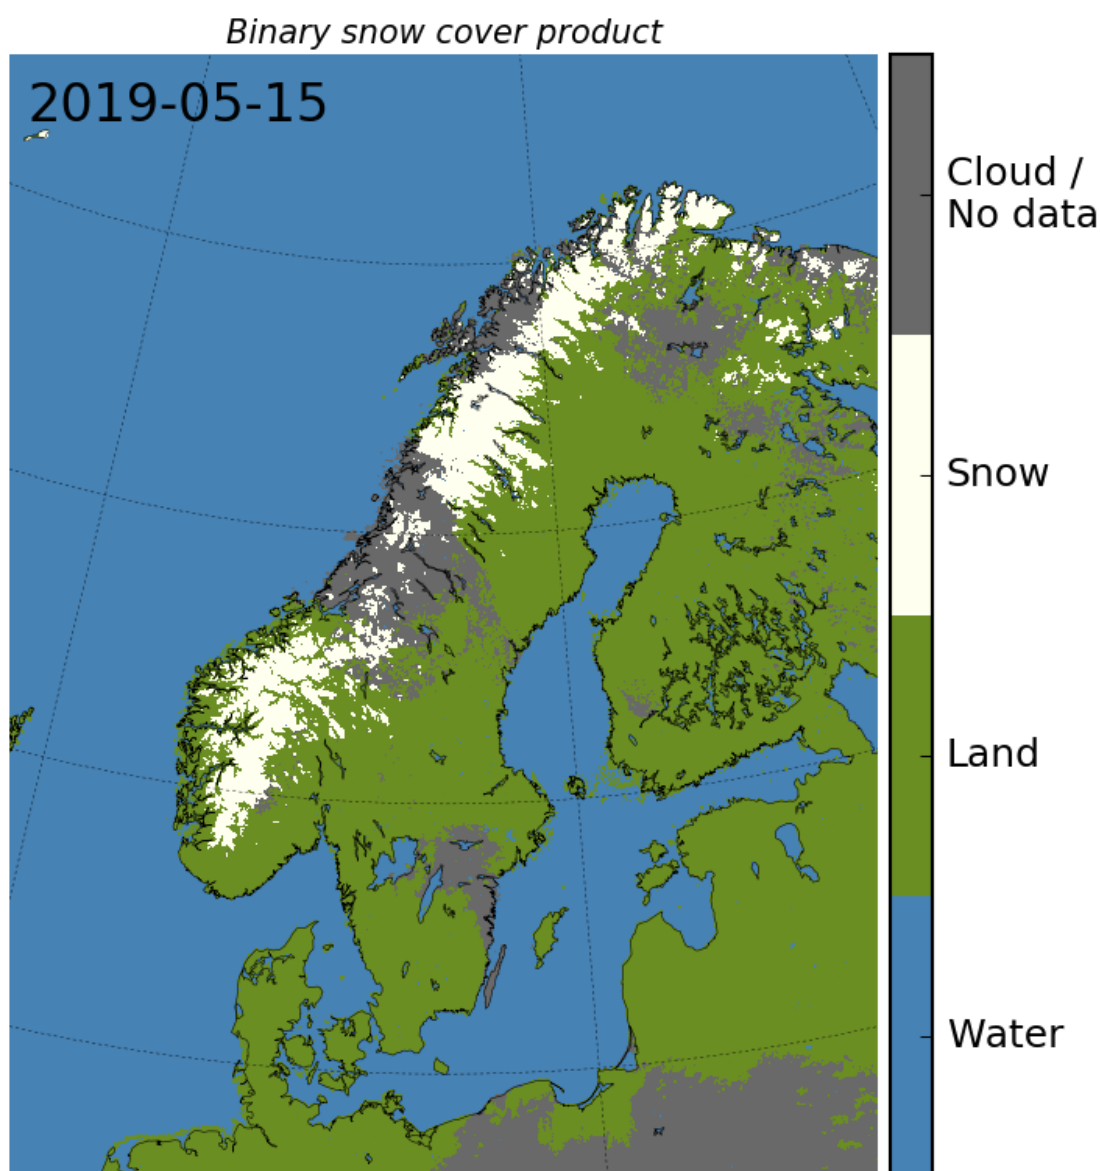 Binary snow cover product
2019-05-15
Cloud /
No data
Snow
Land
Water